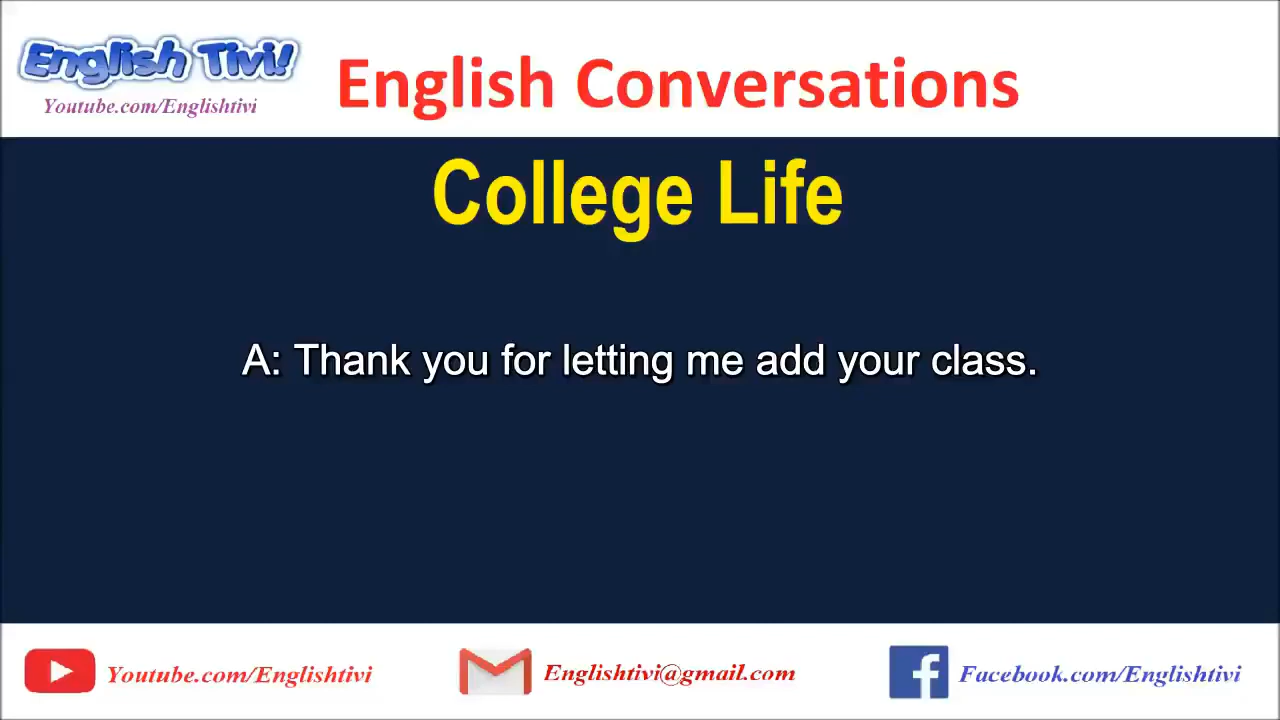 English Tivi!
Youtube.com/Englishtivi
English Conversations
College Life
A: Thank you for letting me add your class.
Youtube.com/Englishtivi
Englishtivi@gmail.com
Facebook.com/Englishtivi